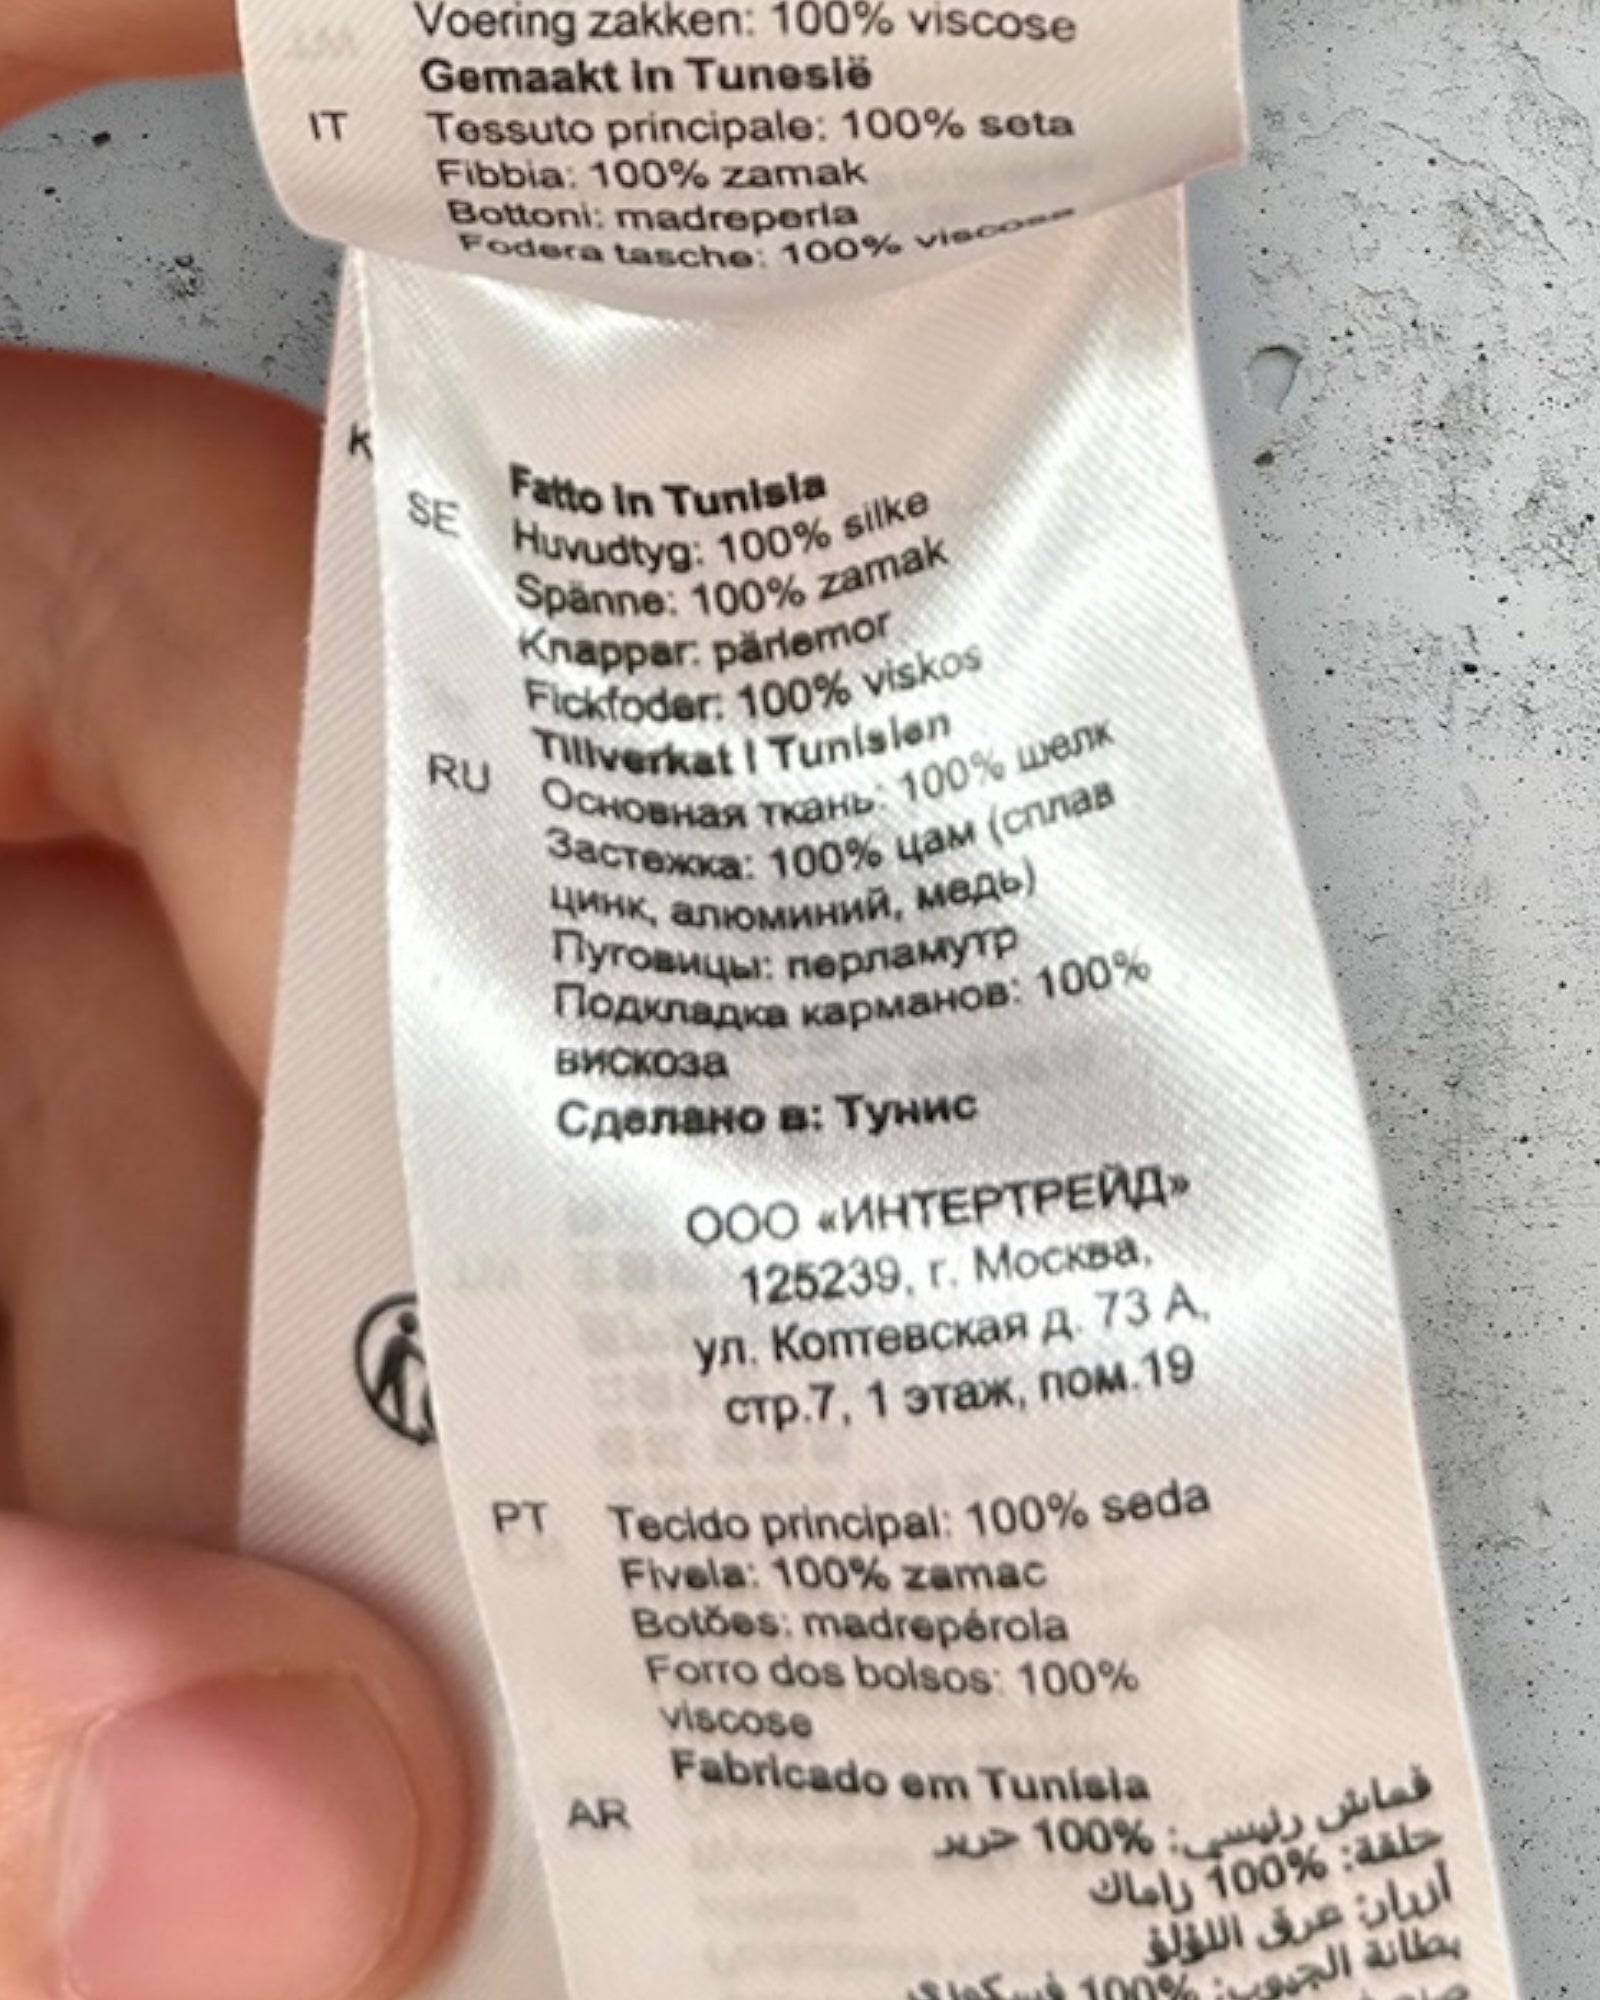 Voering zakken: 100% viscose
Gemaakt in Tunesië
IT Tessuto principale: 100% seta
Fibbia: 100% zamak
Bottoni: madreperla
Fodera tasche: 100% viscose
K
Fatto in Tunisia
SE Huvudtyg: 100% silke
Spänne: 100% zamak
Knappar: pärlemor
Fickfoder: 100% viskos
Tillverkat i Tunisien
RU Основная ткань: 100% шелк
Застежка: 100% цам (сплав
цинк, алюминий, медь)
Пуговицы: перламутр
Подкладка карманов: 100%
вискоза
Сделано в: Тунис
ООО «ИНТЕРТРЕЙД»
125239, г. Москва,
ул. Коптевская д. 73 А,
стр.7, 1 этаж, пом.19
PT Tecido principal: 100% seda
Fivela: 100% zamac
Botões: madrepérola
Forro dos bolsos: 100%
viscose
Fabricado em Tunísia
AR قماش رئيسي: 100% حرير
حلقة: 100% زاماك
أزرار: عرق اللؤلؤ
بطانة الجيوب: 100% فسكوزي